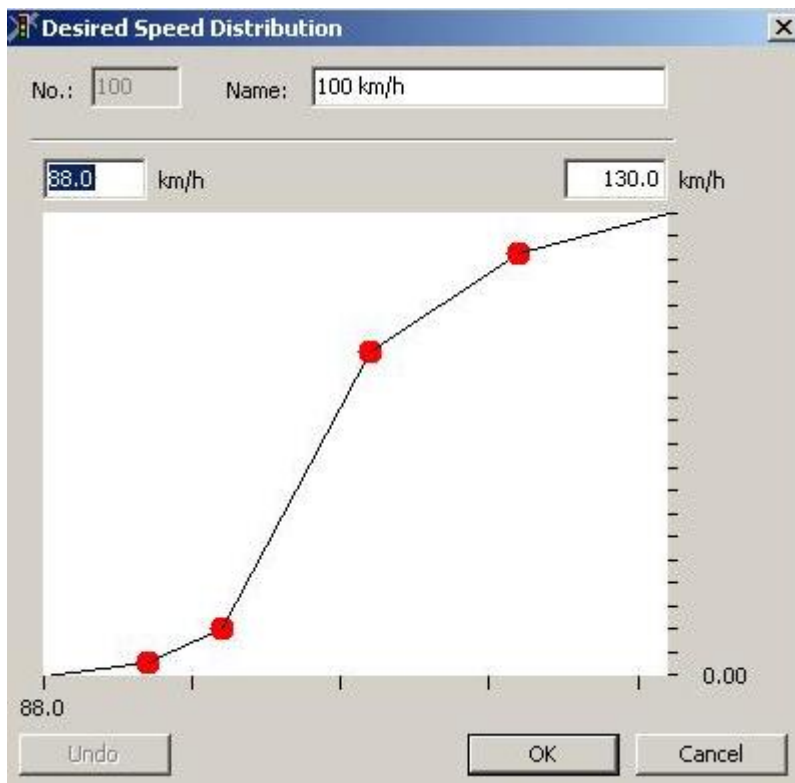 Desired Speed Distribution
No.: 100 Name: 100 km/h
88.0 km/h 130.0 km/h
0.00
88.0
Undo OK Cancel